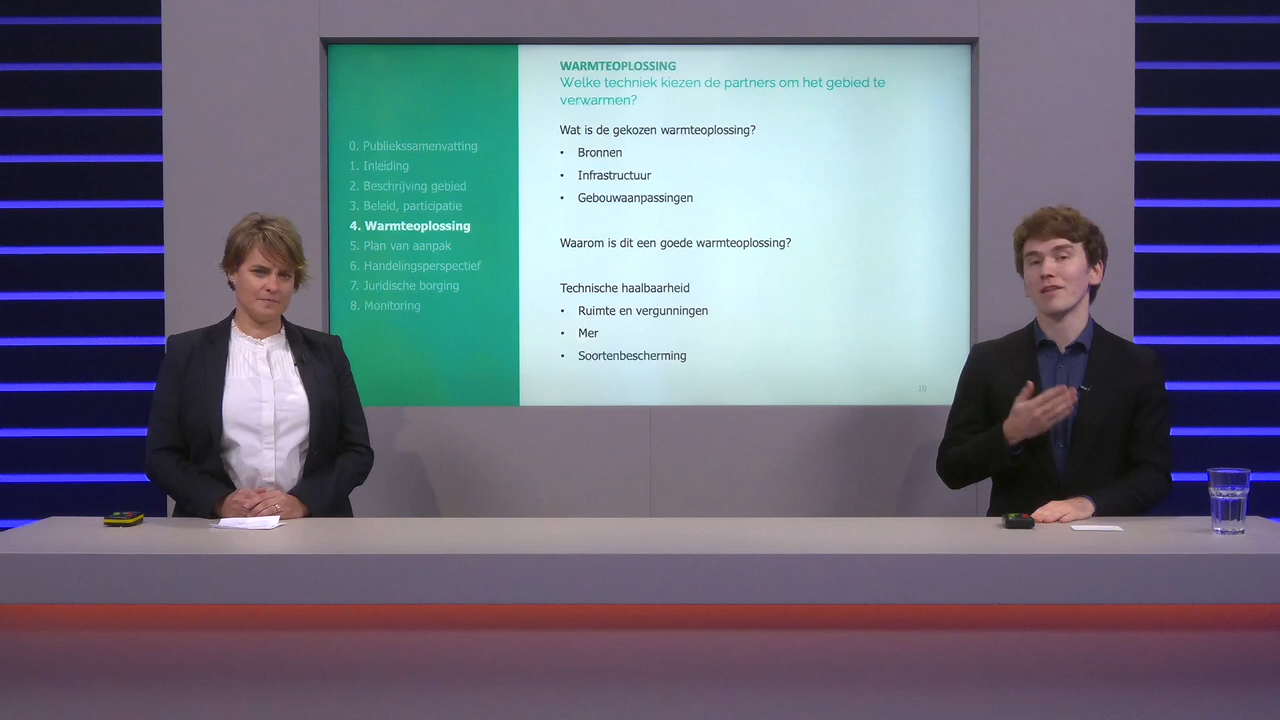 0. Publiekssamenvatting
1. Inleiding
2. Beschrijving gebied
3. Beleid, participatie
4. Warmteoplossing
5. Plan van aanpak
6. Handelingsperspectief
7. Juridische borging
8. Monitoring
WARMTEOPLOSSING
Welke techniek kiezen de partners om het gebied te
verwarmen?
Wat is de gekozen warmteoplossing?
• Bronnen
• Infrastructuur
• Gebouwaanpassingen
Waarom is dit een goede warmteoplossing?
Technische haalbaarheid
• Ruimte en vergunningen
• Mer
• Soortenbescherming
10